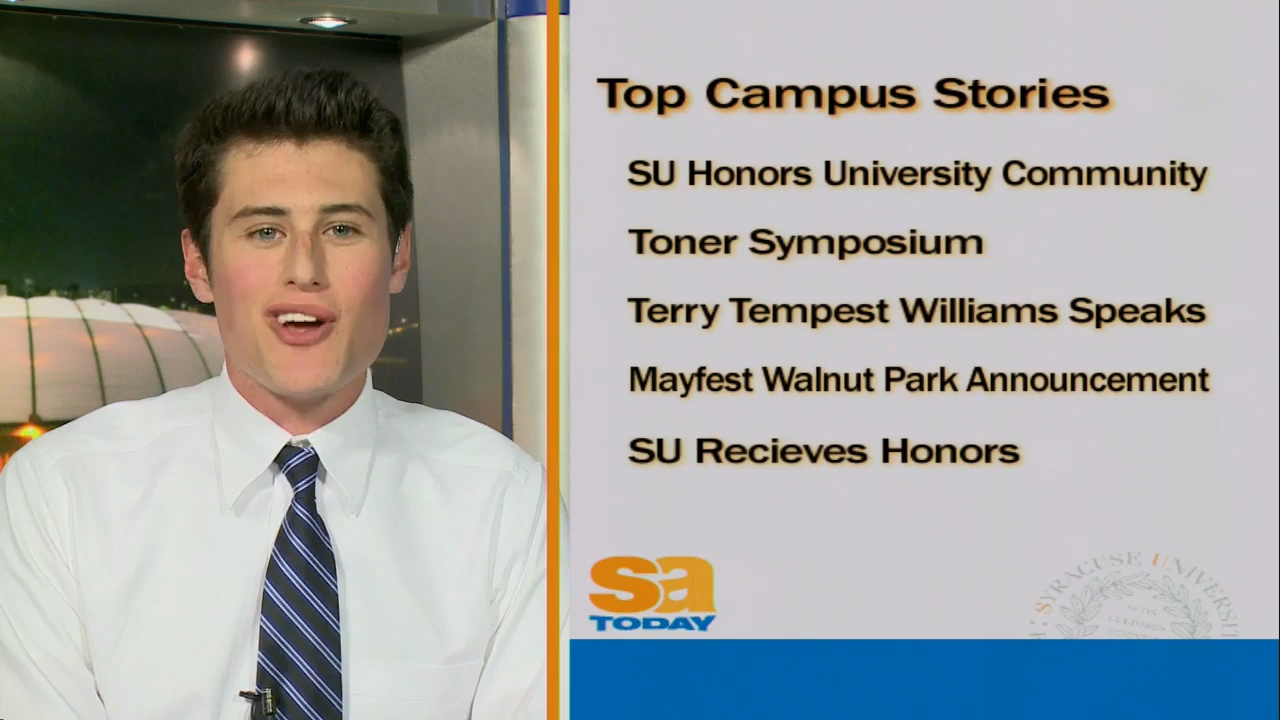 Top Campus Stories
SU Honors University Community
Toner Symposium
Terry Tempest Williams Speaks
Mayfest Walnut Park Announcement
SU Recieves Honors
sa
TODAY
SYRACUSE UNIVERSIT